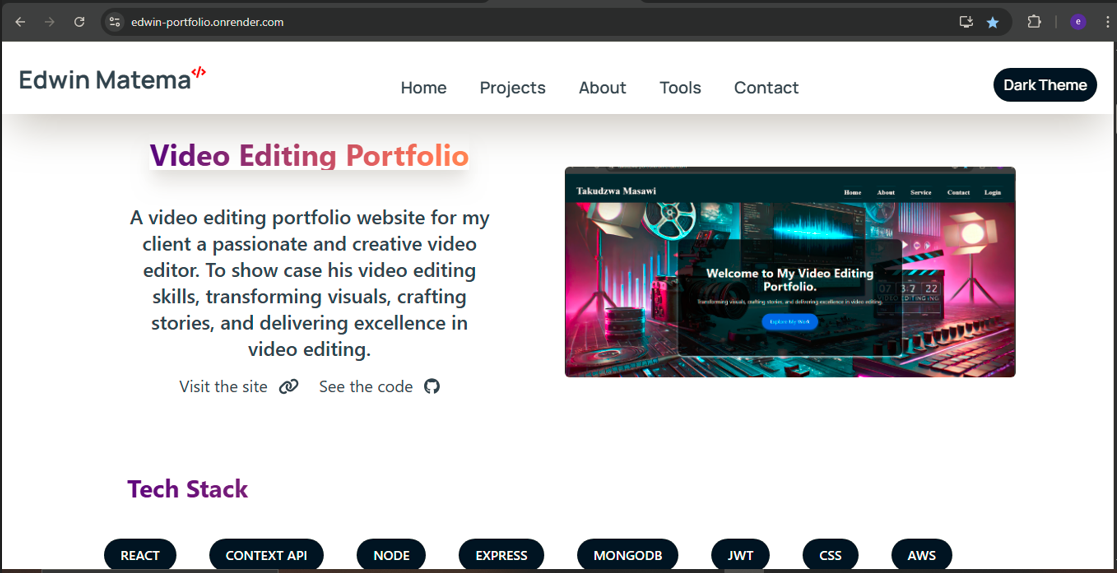 edwin-portfolio.onrender.com
e
Edwin Matema</>
Home Projects About Tools Contact
Dark Theme
Video Editing Portfolio
A video editing portfolio website for my
client a passionate and creative video
editor. To show case his video editing
skills, transforming visuals, crafting
stories, and delivering excellence in
video editing.
Visit the site See the code
Takudzwa Masawi
Home About Service Contact Login
Welcome to My Video Editing
Portfolio.
Transforming visuals, crafting stories, and delivering excellence in video editing.
Explore My Work
Tech Stack
REACT CONTEXT API NODE EXPRESS MONGODB JWT CSS AWS